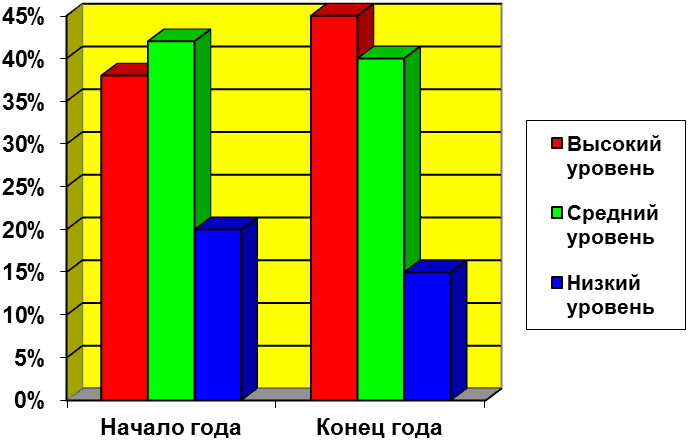 45%
40%
35%
30%
25%
20%
15%
10%
5%
0%
Начало года
Конец года
Высокий
уровень
Средний
уровень
Низкий
уровень